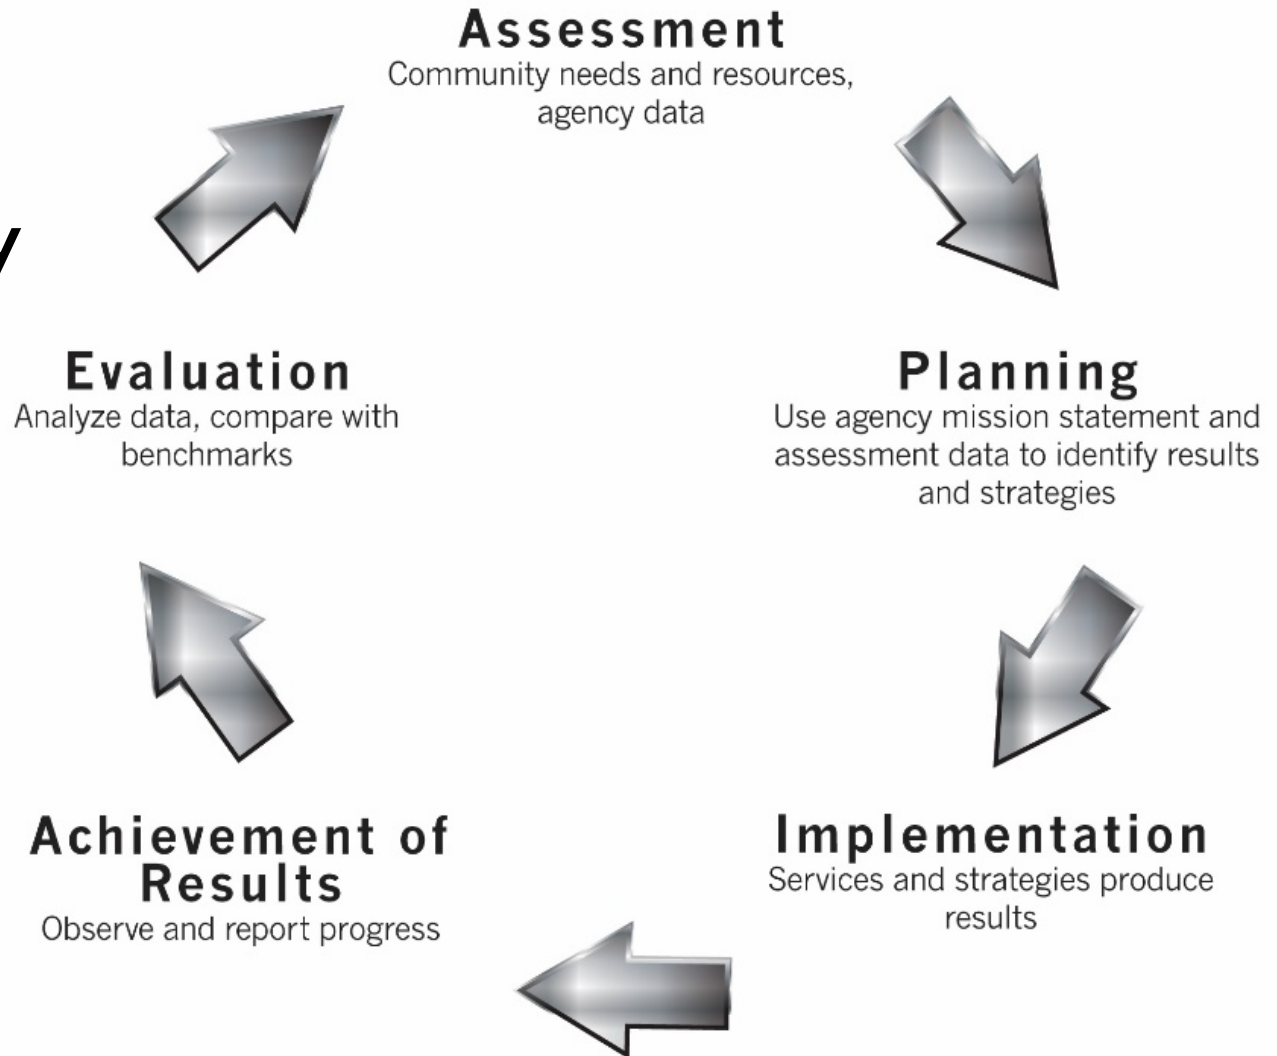 Assessment
Community needs and resources,
agency data
y
Evaluation
Analyze data, compare with
benchmarks
Planning
Use agency mission statement and
assessment data to identify results
and strategies
Achievement of
Results
Observe and report progress
Implementation
Services and strategies produce
results